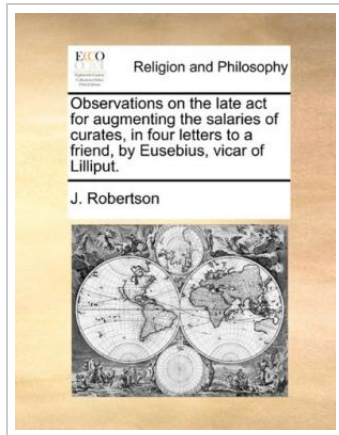 ECCO
Religion and Philosophy
Observations on the late act
for augmenting the salaries of
curates, in four letters to a
friend, by Eusebius, vicar of
Lilliput.
J. Robertson